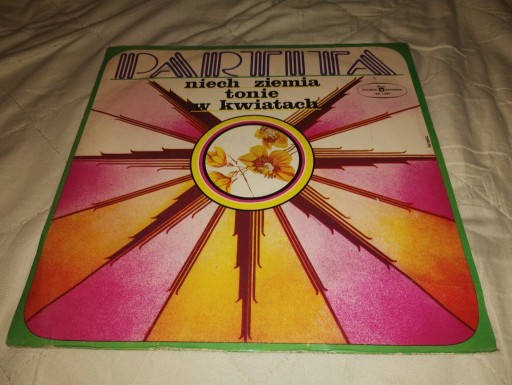 PARTITA
niech ziemia
tonie
w kwiatach